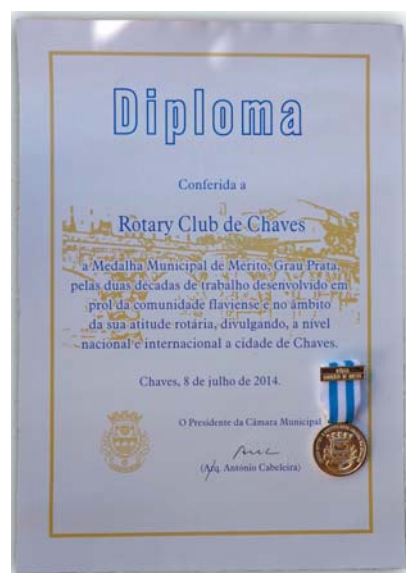 Diploma
Conferida a
Rotary Club de Chaves
a Medalha Municipal de Mérito, Grau Prata,
pelas duas décadas de trabalho desenvolvido em
prol da comunidade flaviense e no âmbito
da sua atitude rotária, divulgando, a nível
nacional e internacional a cidade de Chaves.
Chaves, 8 de julho de 2014.
O Presidente da Câmara Municipal
(Arq. António Cabeleira)